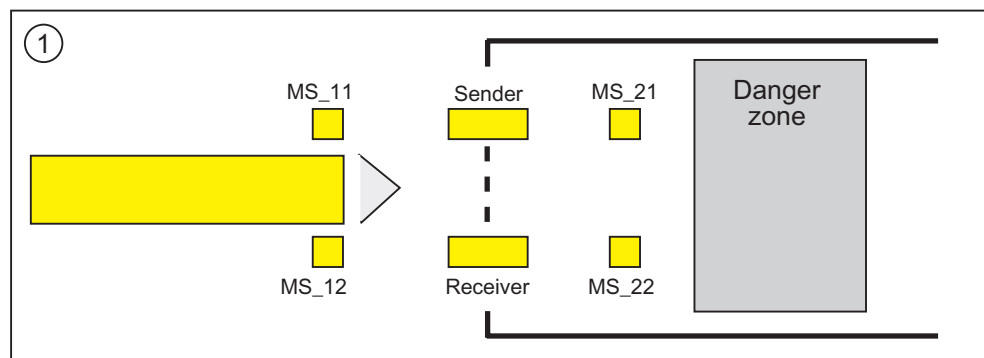 1
MS_11
Sender
MS_21
Danger
zone
MS_12
Receiver
MS_22